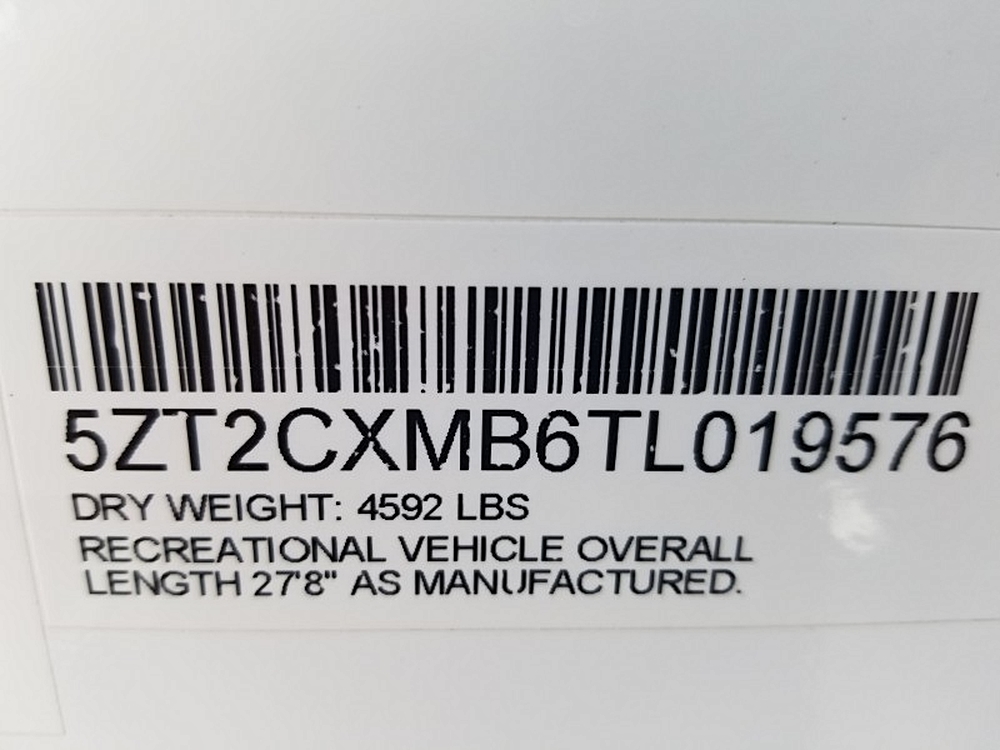 5ZT2CXMB6TL019576
DRY WEIGHT: 4592 LBS
RECREATIONAL VEHICLE OVERALL
LENGTH 27'8" AS MANUFACTURED.